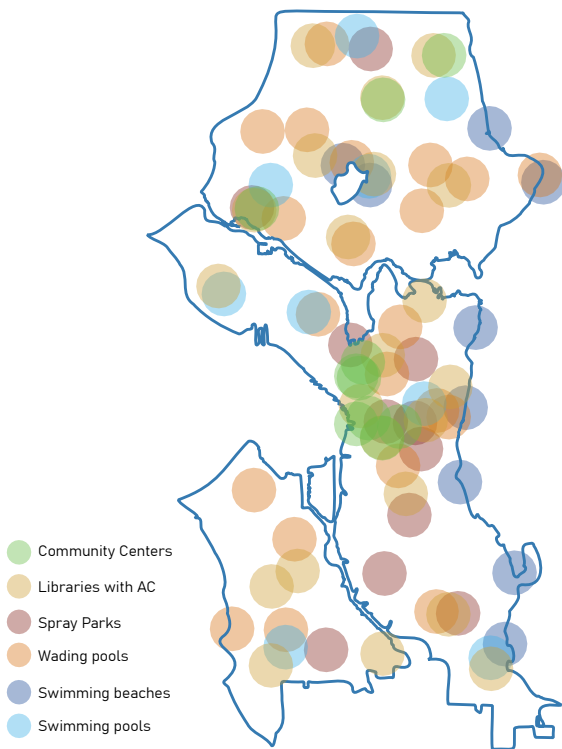 Community Centers
Libraries with AC
Spray Parks
Wading pools
Swimming beaches
Swimming pools